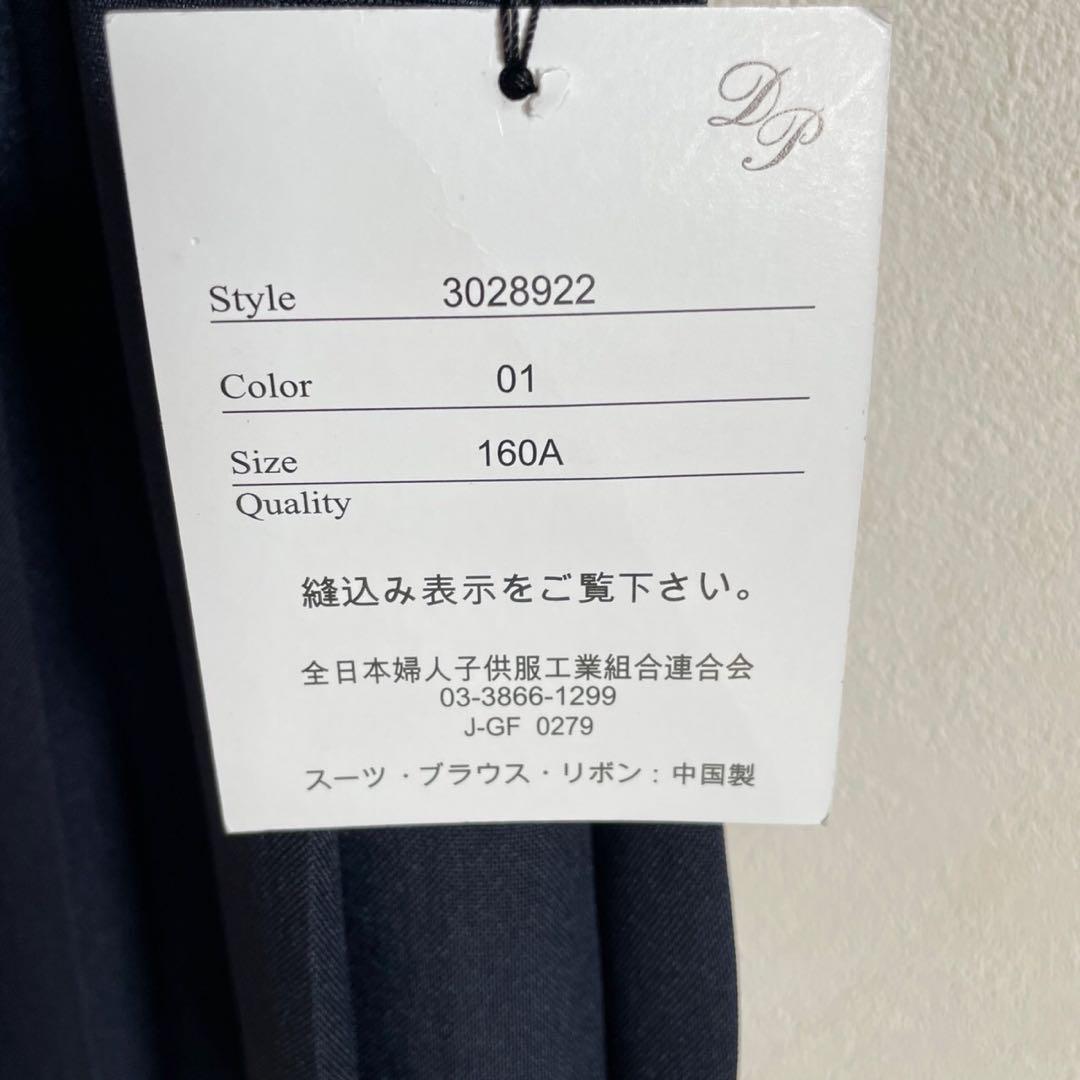 DP
Style 3028922
Color 01
Size 160A
Quality
縫込み表示をご覧下さい。
全日本婦人子供服工業組合連合会
03-3866-1299
J-GF 0279
スーツ・ブラウス・リボン：中国製